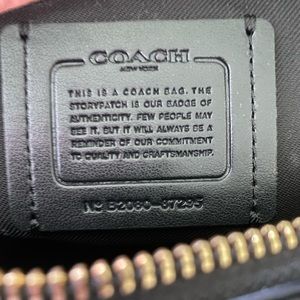 COACH
NEW YORK
THIS IS A COACH BAG. THE
STORYPATCH IS OUR BADGE OF
AUTHENTICITY. FEW PEOPLE MAY
SEE IT, BUT IT WILL ALWAYS BE A
REMINDER OF OUR COMMITMENT
TO QUALITY AND CRAFTSMANSHIP.
Nº B2080-87295